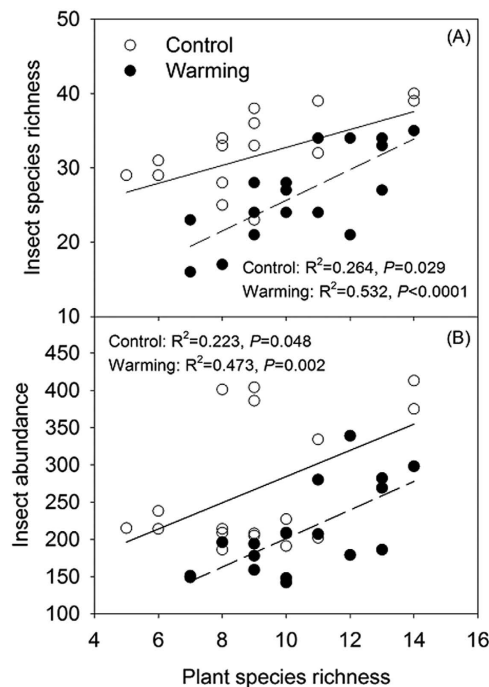 50
(A)
Control
Warming
40
30
20
10
Insect species richness
Control: R²=0.264, P=0.029
Warming: R²=0.532, P<0.0001
(B)
Control: R²=0.223, P=0.048
Warming: R²=0.473, P=0.002
450
400
350
300
250
200
150
100
Insect abundance
4 6 8 10 12 14 16
Plant species richness